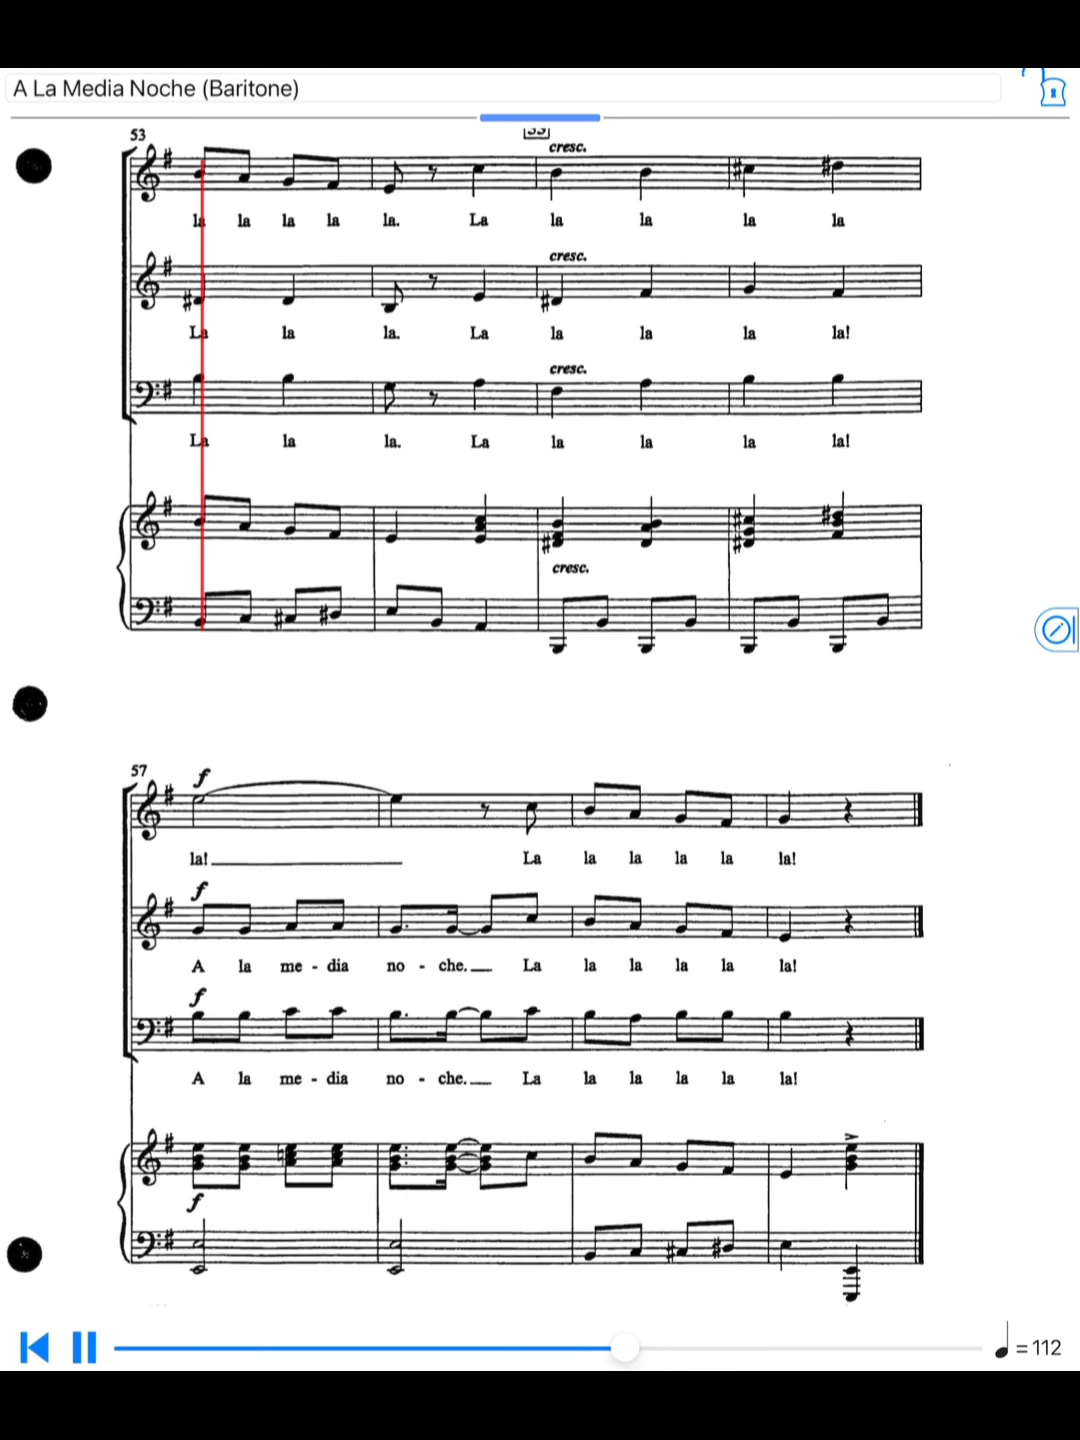 A La Media Noche (Baritone)
53
cresc.
la la la la la. La la la la la
cresc.
La la la. La la la la la!
cresc.
La la la. La la la la la!
cresc.
57
f
la! La la la la la la!
f
A la me - dia no - che. La la la la la la!
f
A la me - dia no - che. La la la la la la!
f
= 112